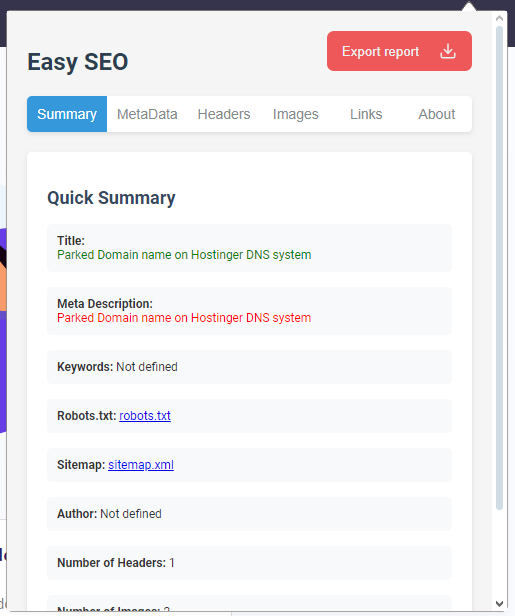 Easy SEO
Export report
Summary MetaData Headers Images Links About
Quick Summary
Title:
Parked Domain name on Hostinger DNS system
Meta Description:
Parked Domain name on Hostinger DNS system
Keywords: Not defined
Robots.txt: robots.txt
Sitemap: sitemap.xml
Author: Not defined
Number of Headers: 1
Number of Images: